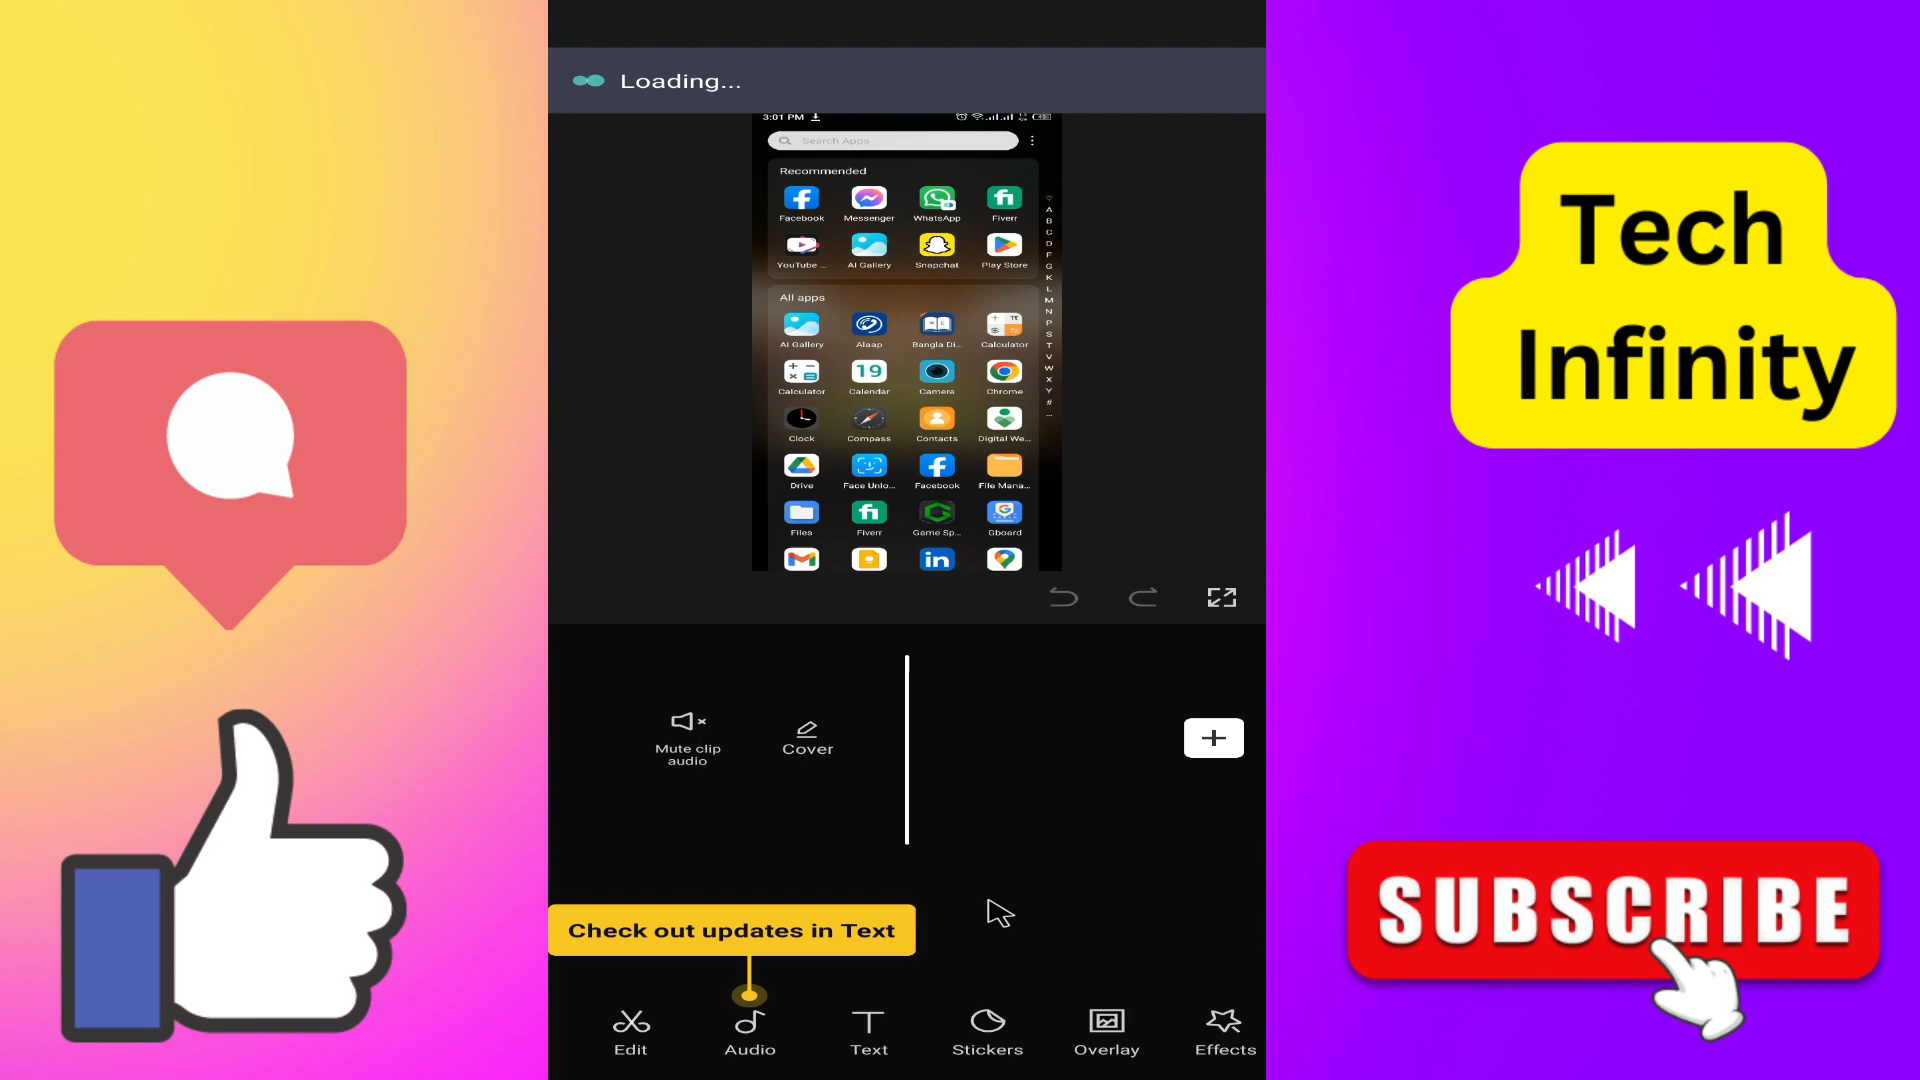 Loading...
3:01 PM
Search Apps
Recommended
Facebook Messenger WhatsApp Fiverr
YouTube ... AI Gallery Snapchat Play Store
All apps
AI Gallery Alaap Bangla Di... Calculator
Calculator Calendar Camera Chrome
19
Clock Compass Contacts Digital We...
Drive Face Unlo... Facebook File Mana...
Files Fiverr Game Sp... Gboard
A
B
C
D
F
G
K
L
M
N
P
S
T
V
W
X
Y
#
Mute clip
audio
Cover
Check out updates in Text
Edit Audio Text Stickers Overlay Effects
Tech
Infinity
SUBSCRIBE